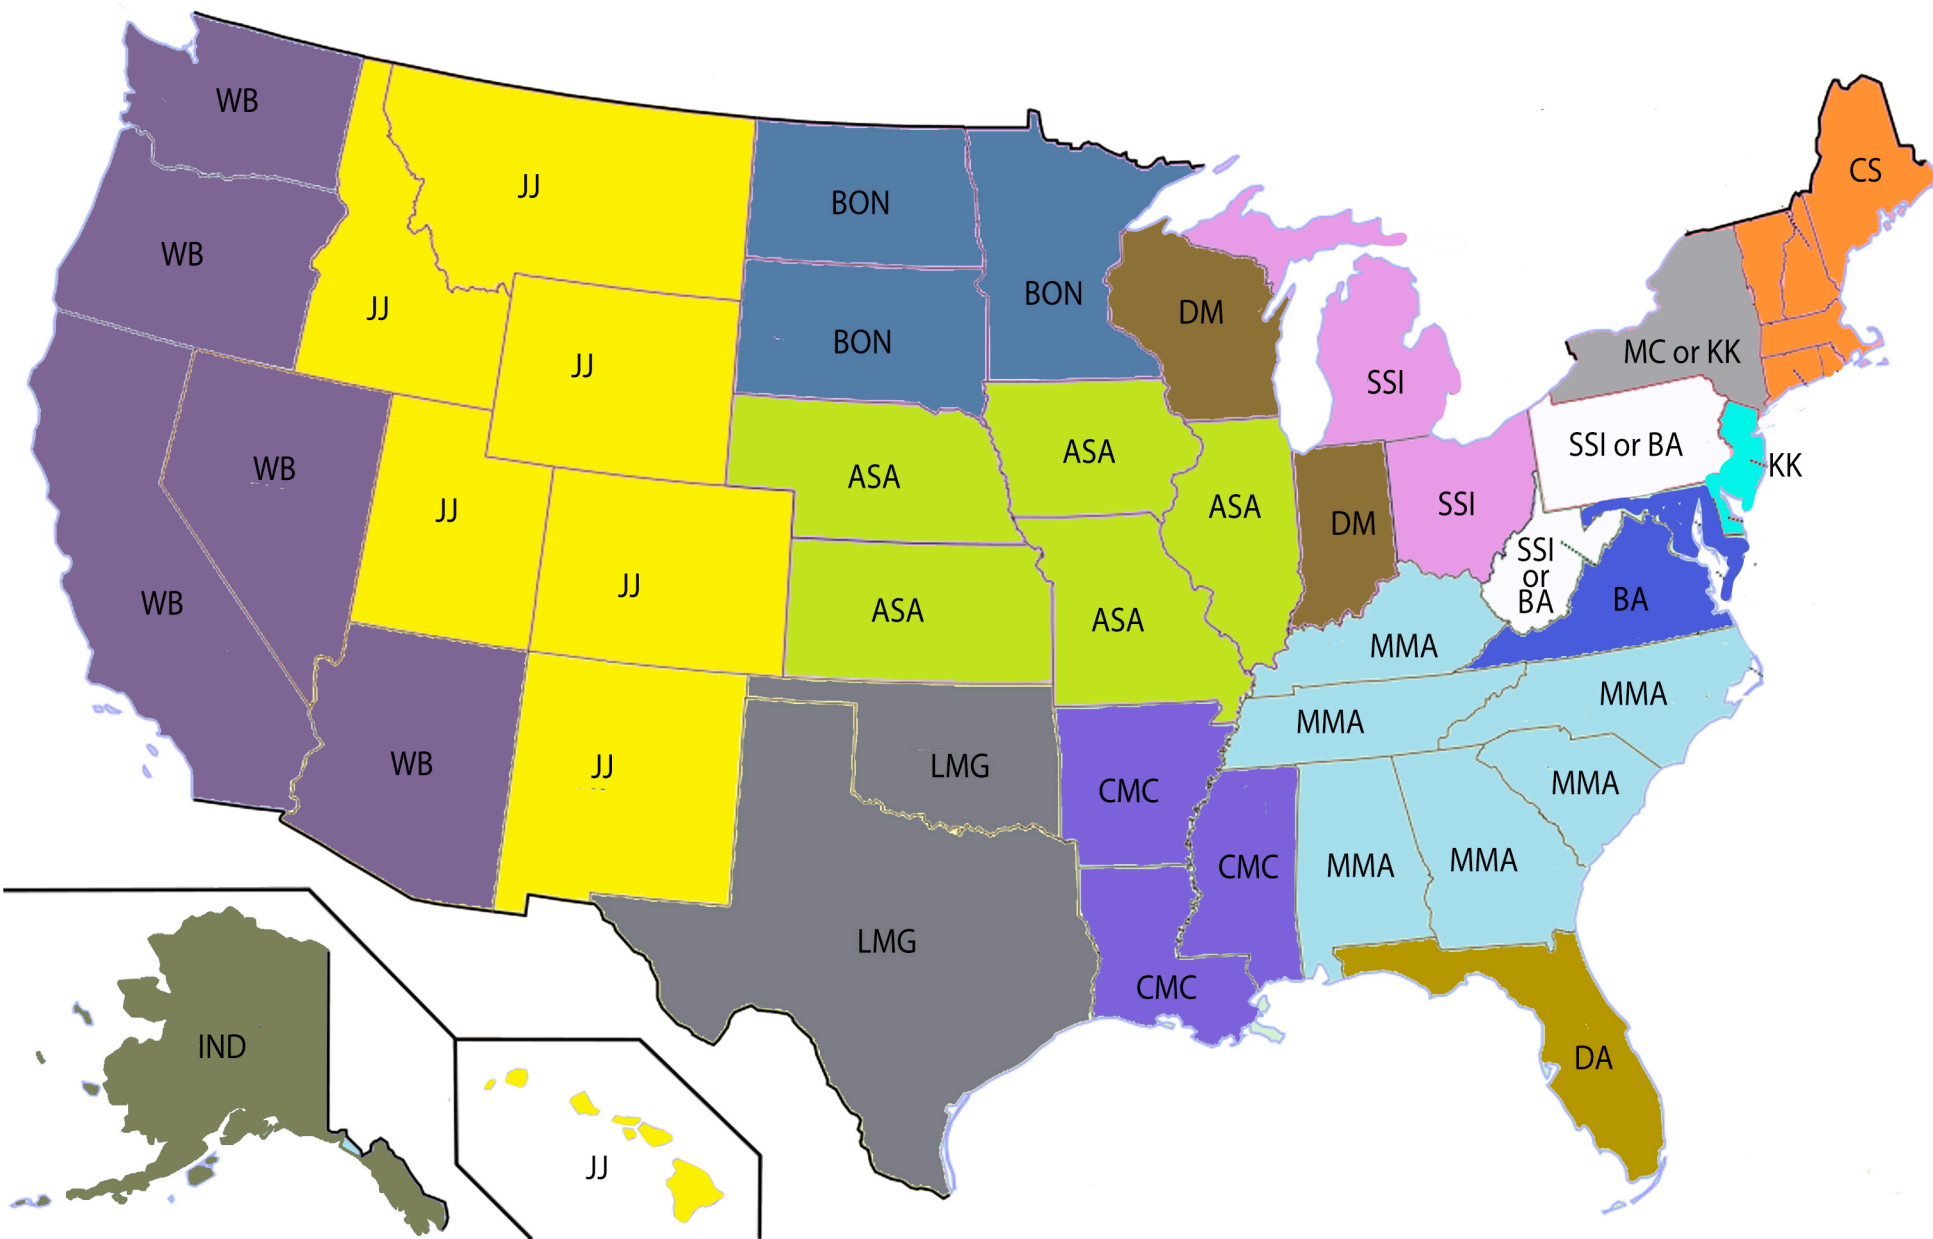 WB
JJ
BON
CS
WB
JJ
BON
DM
BON
JJ
SSI
MC or KK
WB
JJ
ASA
ASA
ASA
SSI or BA
KK
SSI
DM
WB
JJ
JJ
ASA
ASA
SSI
or
BA
BA
MMA
WB
JJ
LMG
MMA
MMA
CMC
MMA
CMC
MMA
MMA
LMG
CMC
IND
DA
JJ